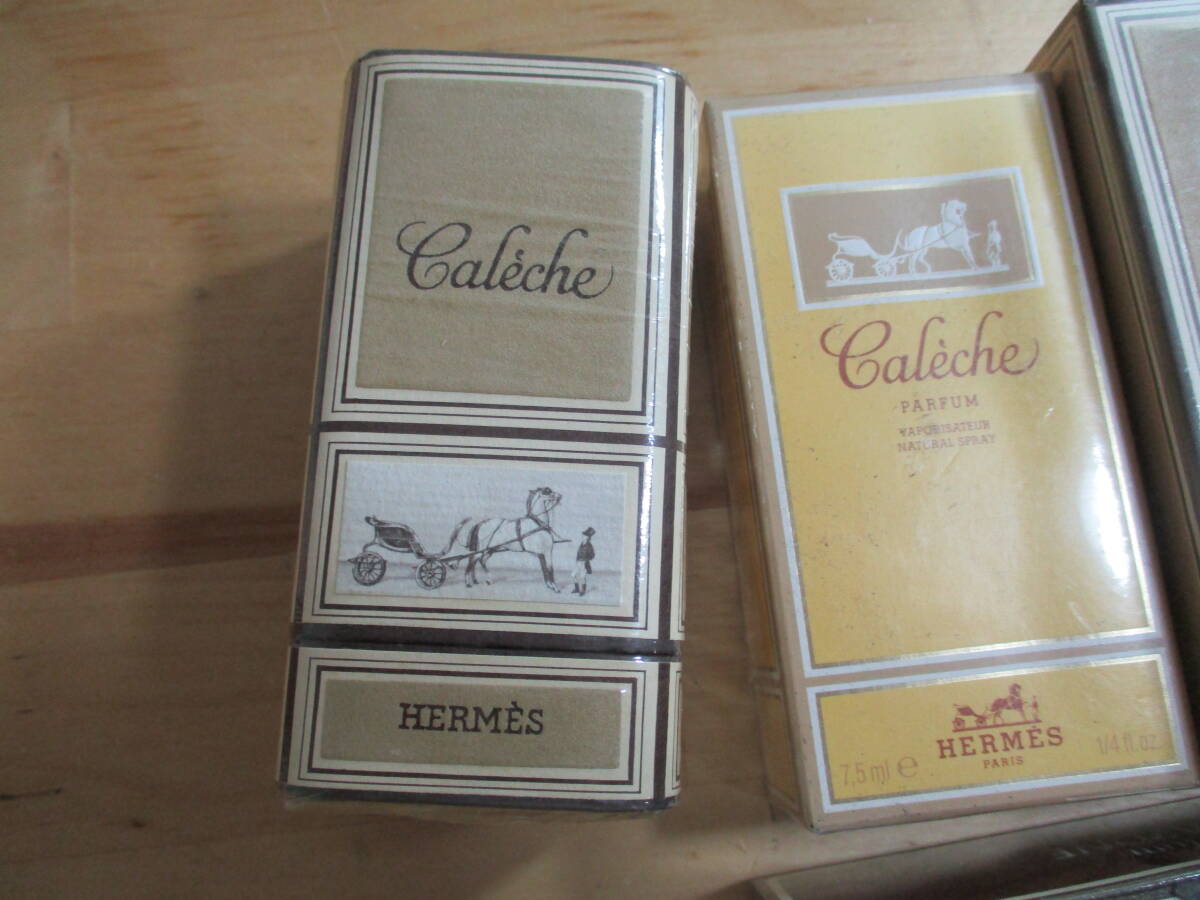 Calèche
HERMÈS
Calèche
PARFUM
VAPORISATEUR
NATURAL SPRAY
HERMÈS
PARIS
7,5 ml e
1/4 fl.oz